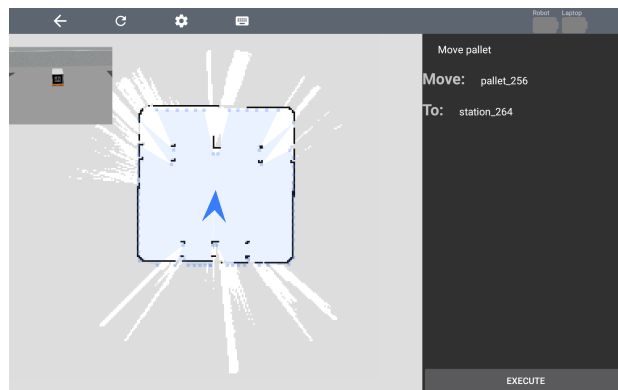 Robot Laptop
Move pallet
Move: pallet_256
To: station_264
EXECUTE